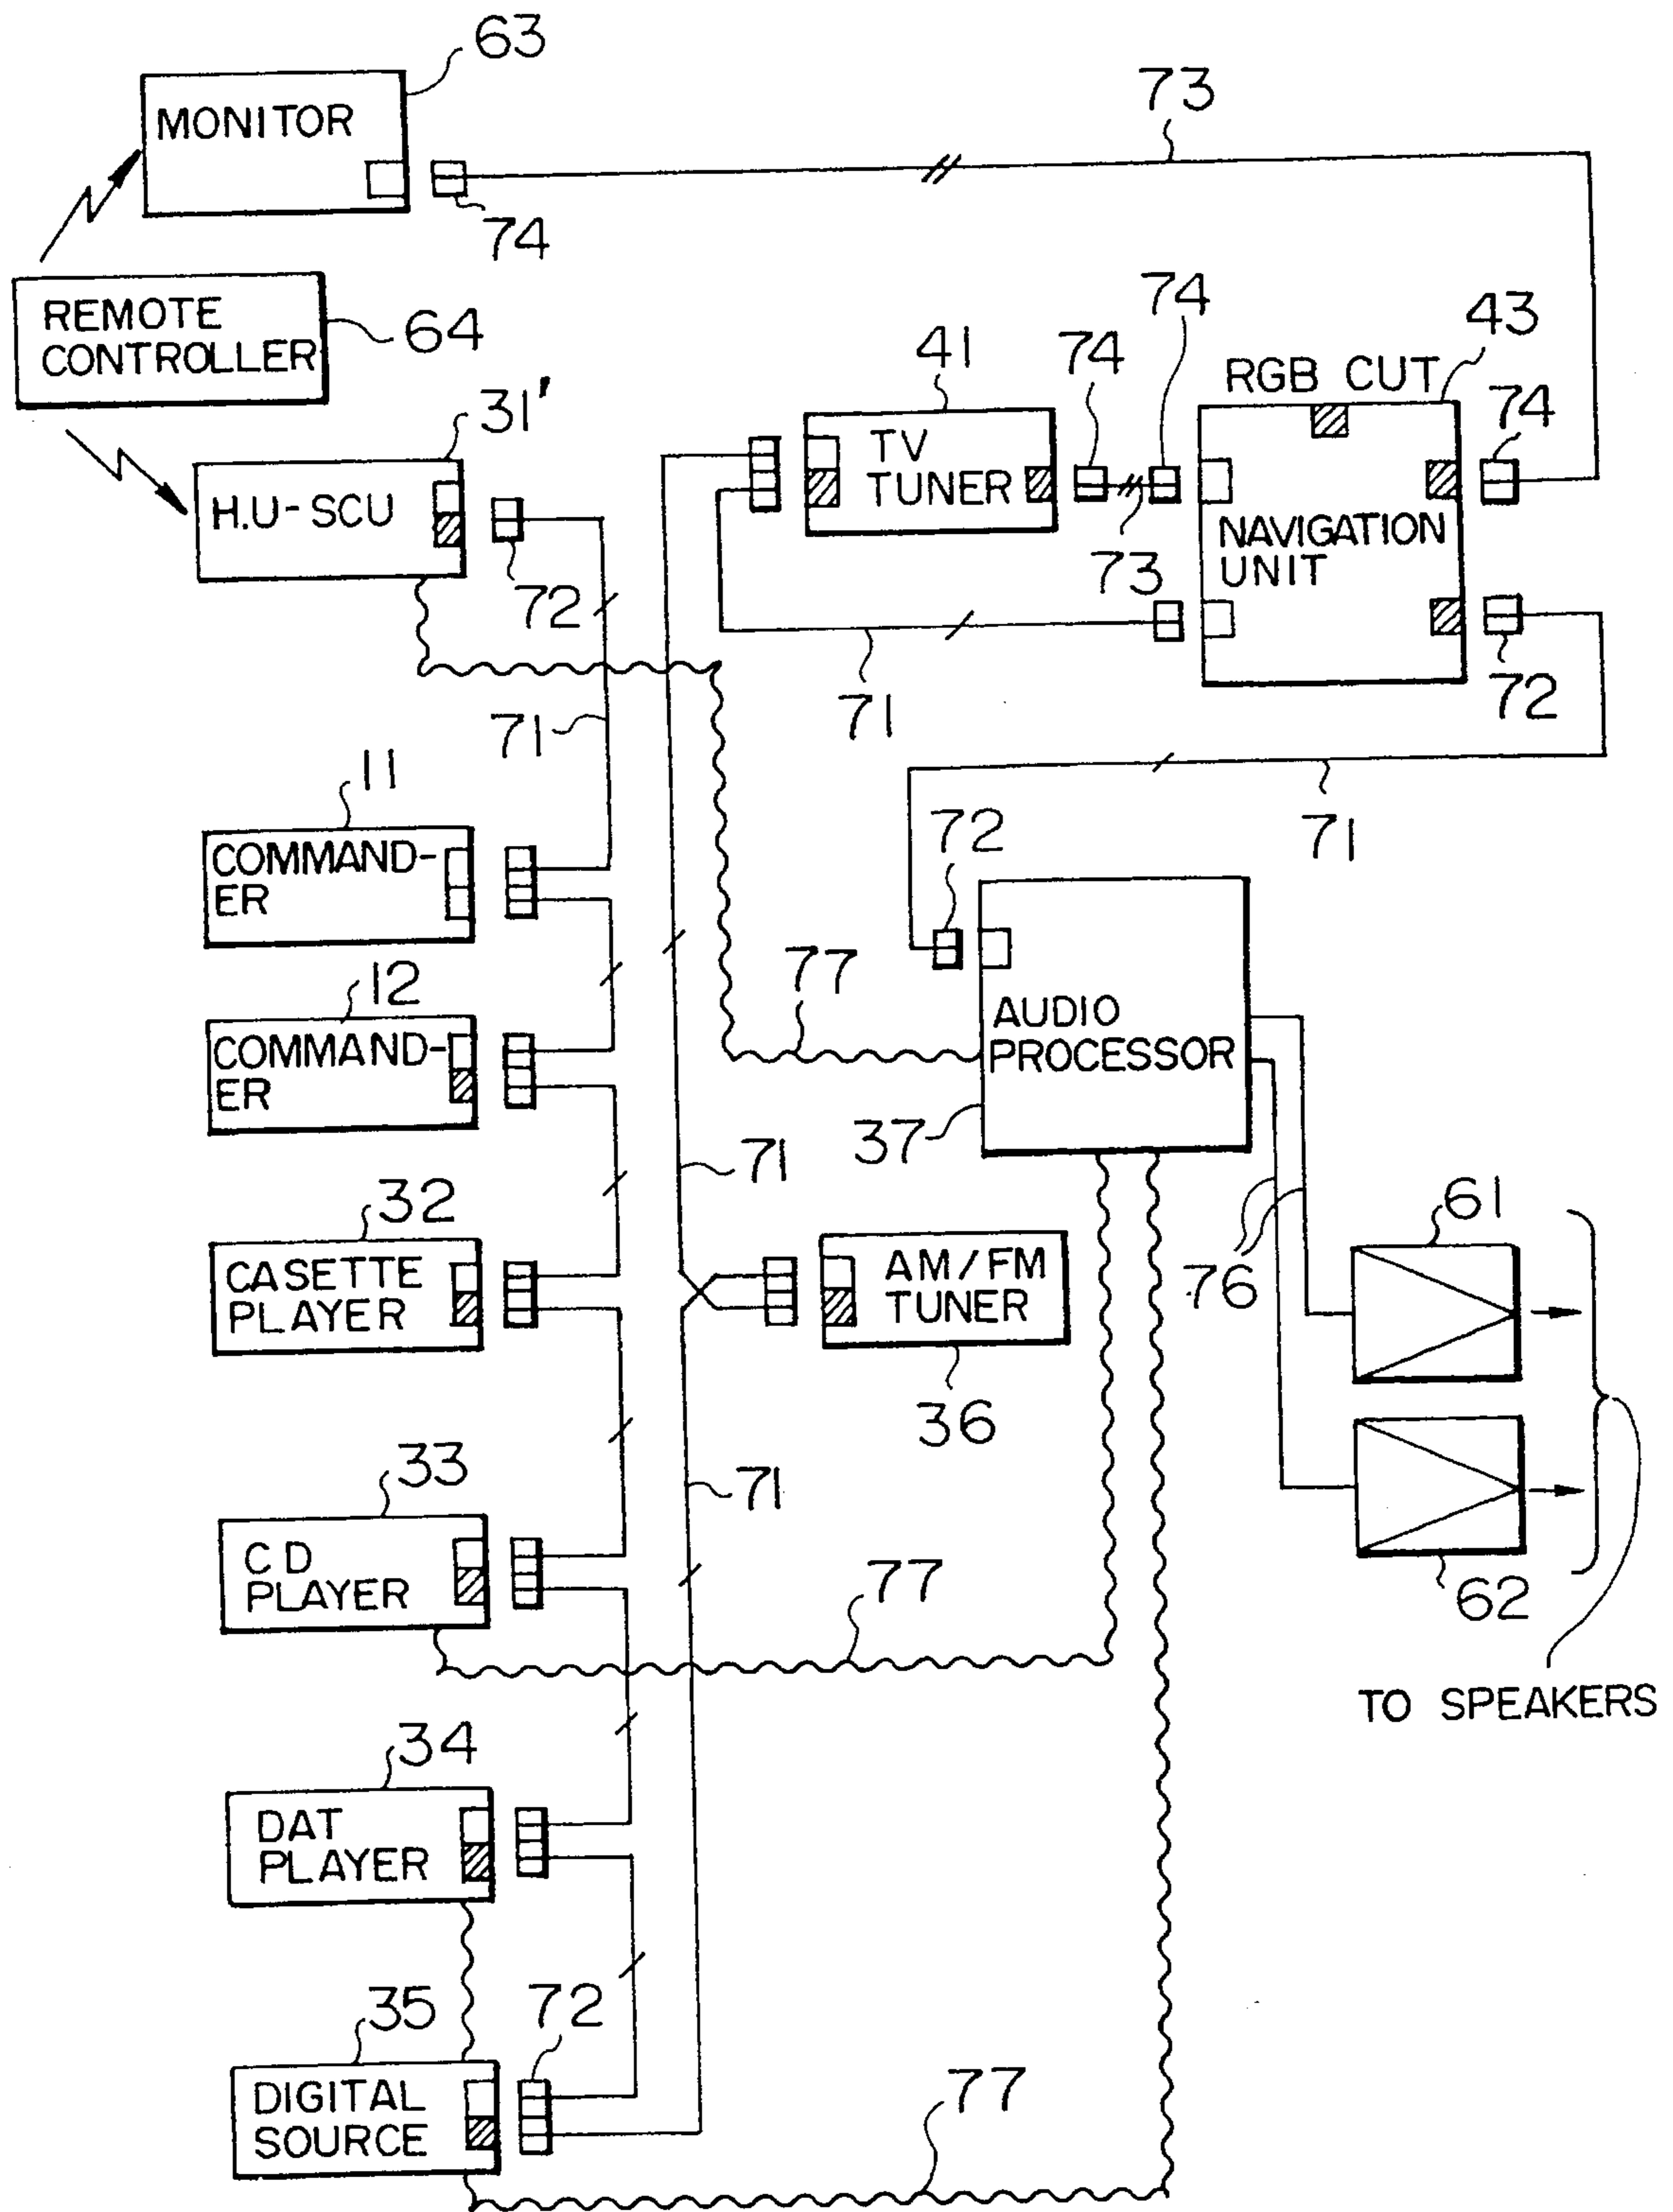 63
MONITOR
73
74
REMOTE
CONTROLLER
64
74
43
41
74
RGB CUT
74
31'
TV
TUNER
H.U-SCU
NAVIGATION
UNIT
72
73
72
71
71
11
71
72
COMMAND-
ER
77
12
AUDIO
PROCESSOR
COMMAND-
ER
37
71
32
61
CASETTE
PLAYER
AM/FM
TUNER
76
36
33
71
CD
PLAYER
77
62
TO SPEAKERS
34
DAT
PLAYER
35
72
77
DIGITAL
SOURCE